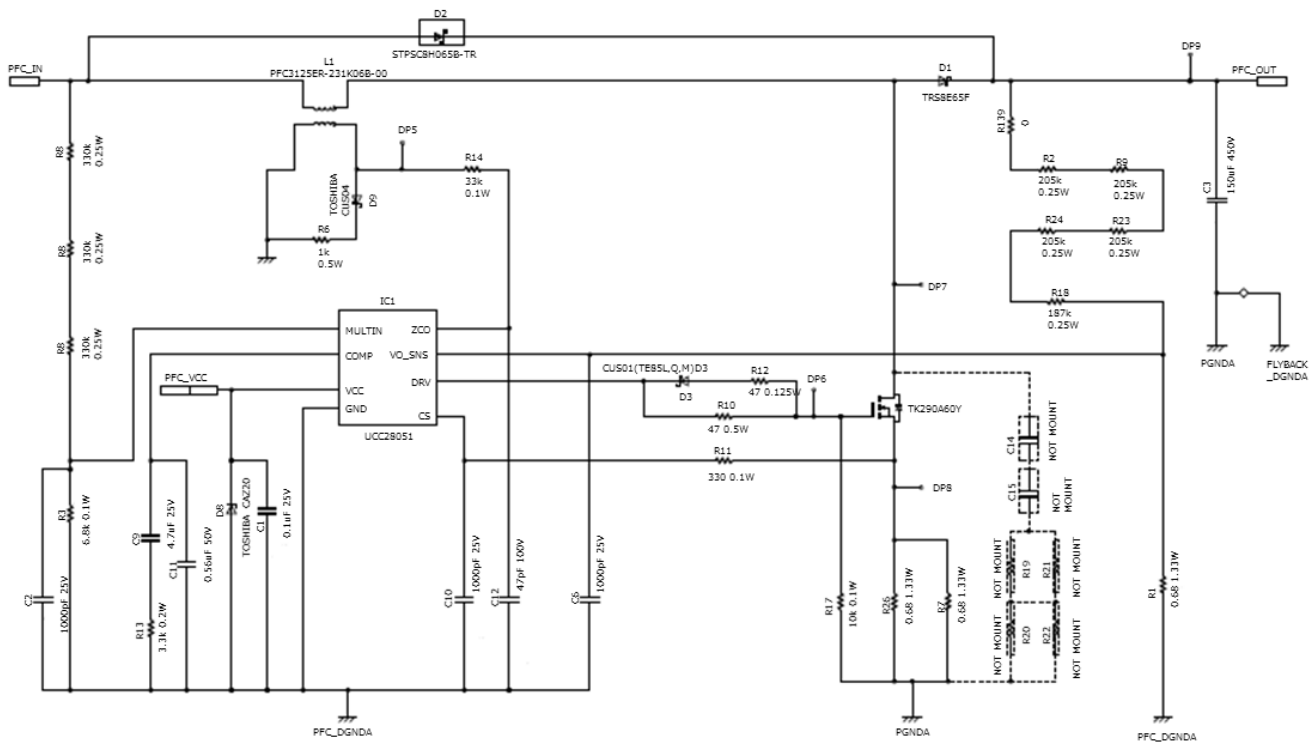 D2
STPSC8H065B-TR
L1
PFC3125ER-231K06B-00
PFC_IN
D1
TRS8E65F
DP9
PFC_OUT
R8
330k
0.25W
R8
330k
0.25W
R8
330k
0.25W
DP5
R14
33k
0.1W
TOSHIBA
CUS04
D9
R6
1k
0.5W
R139
0
R2
205k
0.25W
R9
205k
0.25W
R24
205k
0.25W
R23
205k
0.25W
R18
187k
0.25W
C3
150uF 450V
PGNDA
FLYBACK
_DGNDA
DP7
IC1
MULTIN
COMP
VCC
GND
ZCD
VO_SNS
DRV
CS
UCC28051
PFC_VCC
CUS01(TE85L,Q,M)D3
D3
R12
47 0.125W
DP6
R10
47 0.5W
TK290A60Y
R11
330 0.1W
DP8
C14
NOT MOUNT
C15
NOT
MOUNT
NOT MOUNT
R19
R21
NOT MOUNT
NOT MOUNT
R20
R22
NOT MOUNT
R3
6.8k 0.1W
C2
1000pF 25V
C9
4.7uF 25V
C11
0.56uF 50V
R13
3.3k 0.2W
D8
TOSHIBA CAZ20
C1
0.1uF 25V
C10
1000pF 25V
C12
47pF 100V
C6
1000pF 25V
R17
10k 0.1W
R26
0.68 1.33W
R7
0.68 1.33W
R1
0.68 1.33W
PFC_DGNDA
PGNDA
PFC_DGNDA